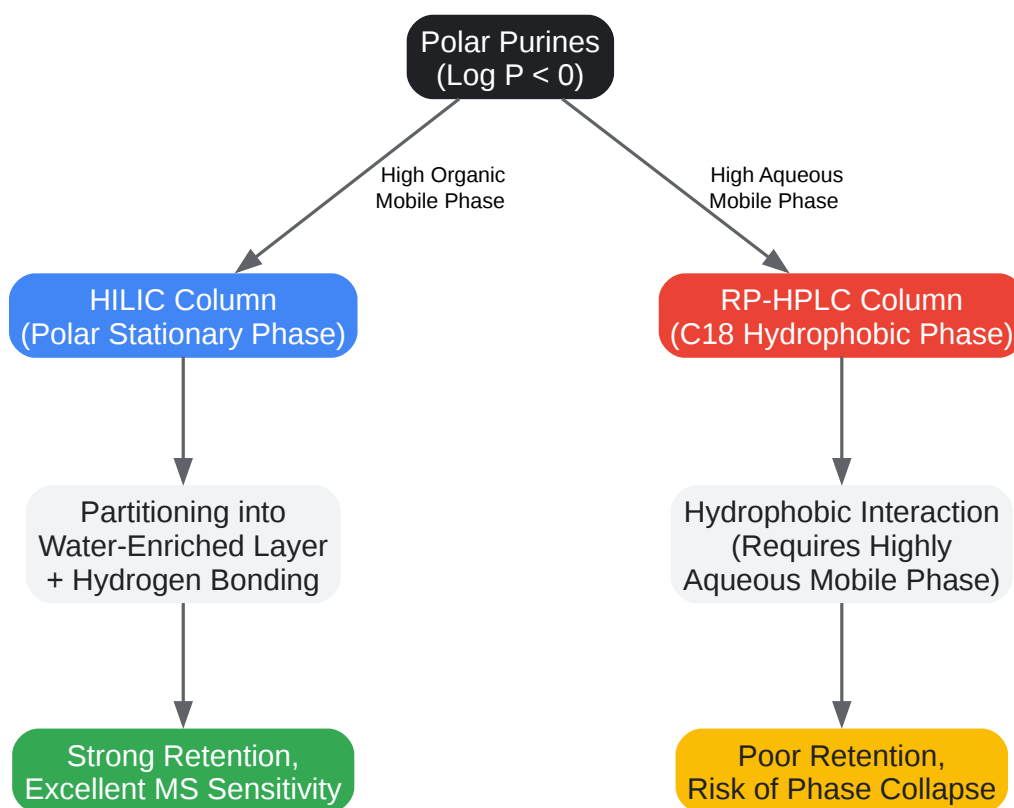 Polar Purines
(Log P < 0)
High Organic
Mobile Phase
High Aqueous
Mobile Phase
HILIC Column
(Polar Stationary Phase)
RP-HPLC Column
(C18 Hydrophobic Phase)
Partitioning into
Water-Enriched Layer
+ Hydrogen Bonding
Hydrophobic Interaction
(Requires Highly
Aqueous Mobile Phase)
Strong Retention,
Excellent MS Sensitivity
Poor Retention,
Risk of Phase Collapse